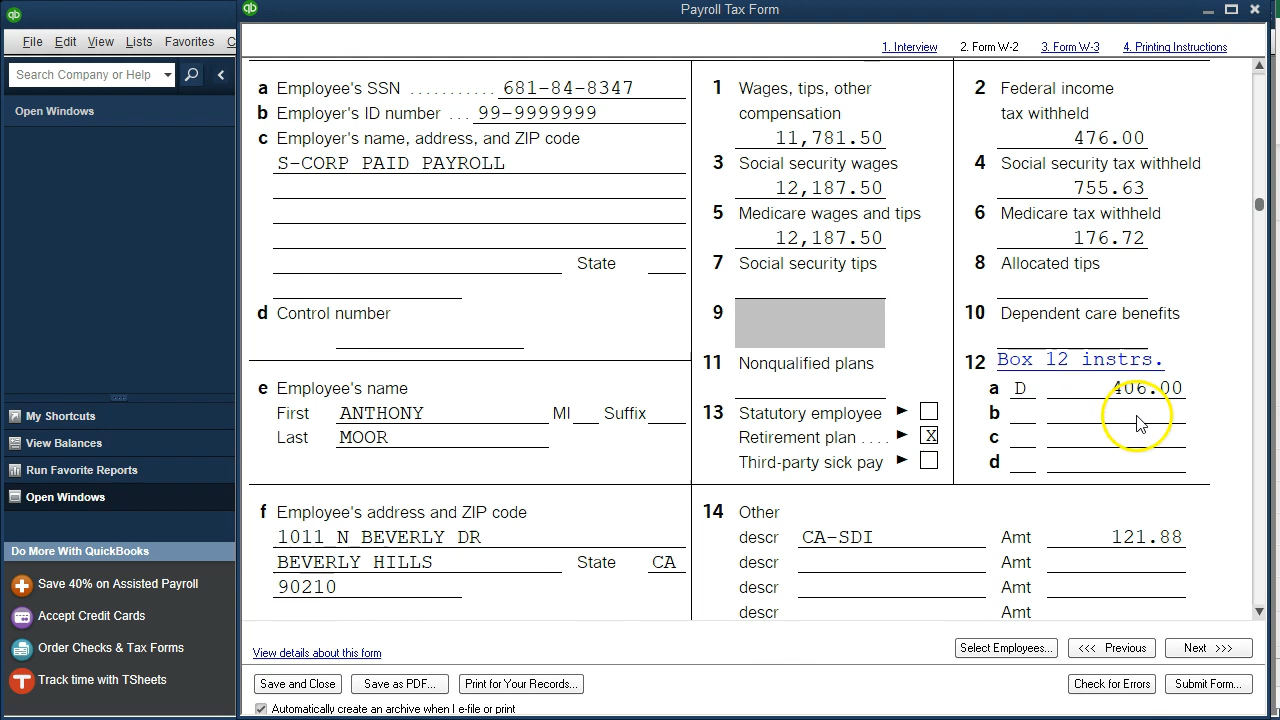 Payroll Tax Form
File Edit View Lists Favorites C
Search Company or Help
Open Windows
My Shortcuts
View Balances
Run Favorite Reports
Open Windows
Do More With QuickBooks
Save 40% on Assisted Payroll
Accept Credit Cards
Order Checks & Tax Forms
Track time with TSheets
1. Interview 2. Form W-2 3. Form W-3 4. Printing Instructions
a Employee's SSN ........... 681-84-8347
b Employer's ID number ... 99-9999999
c Employer's name, address, and ZIP code
S-CORP PAID PAYROLL
State
d Control number
e Employee's name
First ANTHONY MI Suffix
Last MOOR
f Employee's address and ZIP code
1011 N BEVERLY DR
BEVERLY HILLS State CA
90210
1 Wages, tips, other
compensation
11,781.50
2 Federal income
tax withheld
476.00
3 Social security wages
12,187.50
4 Social security tax withheld
755.63
5 Medicare wages and tips
12,187.50
6 Medicare tax withheld
176.72
7 Social security tips
8 Allocated tips
9
10 Dependent care benefits
11 Nonqualified plans
12 Box 12 instrs.
a D 406.00
b
c
d
13 Statutory employee
Retirement plan .... X
Third-party sick pay
14 Other
descr CA-SDI Amt 121.88
descr Amt
descr Amt
descr Amt
View details about this form
Select Employees... <<< Previous Next >>>
Save and Close Save as PDF... Print for Your Records... Check for Errors Submit Form...
Automatically create an archive when I e-file or print